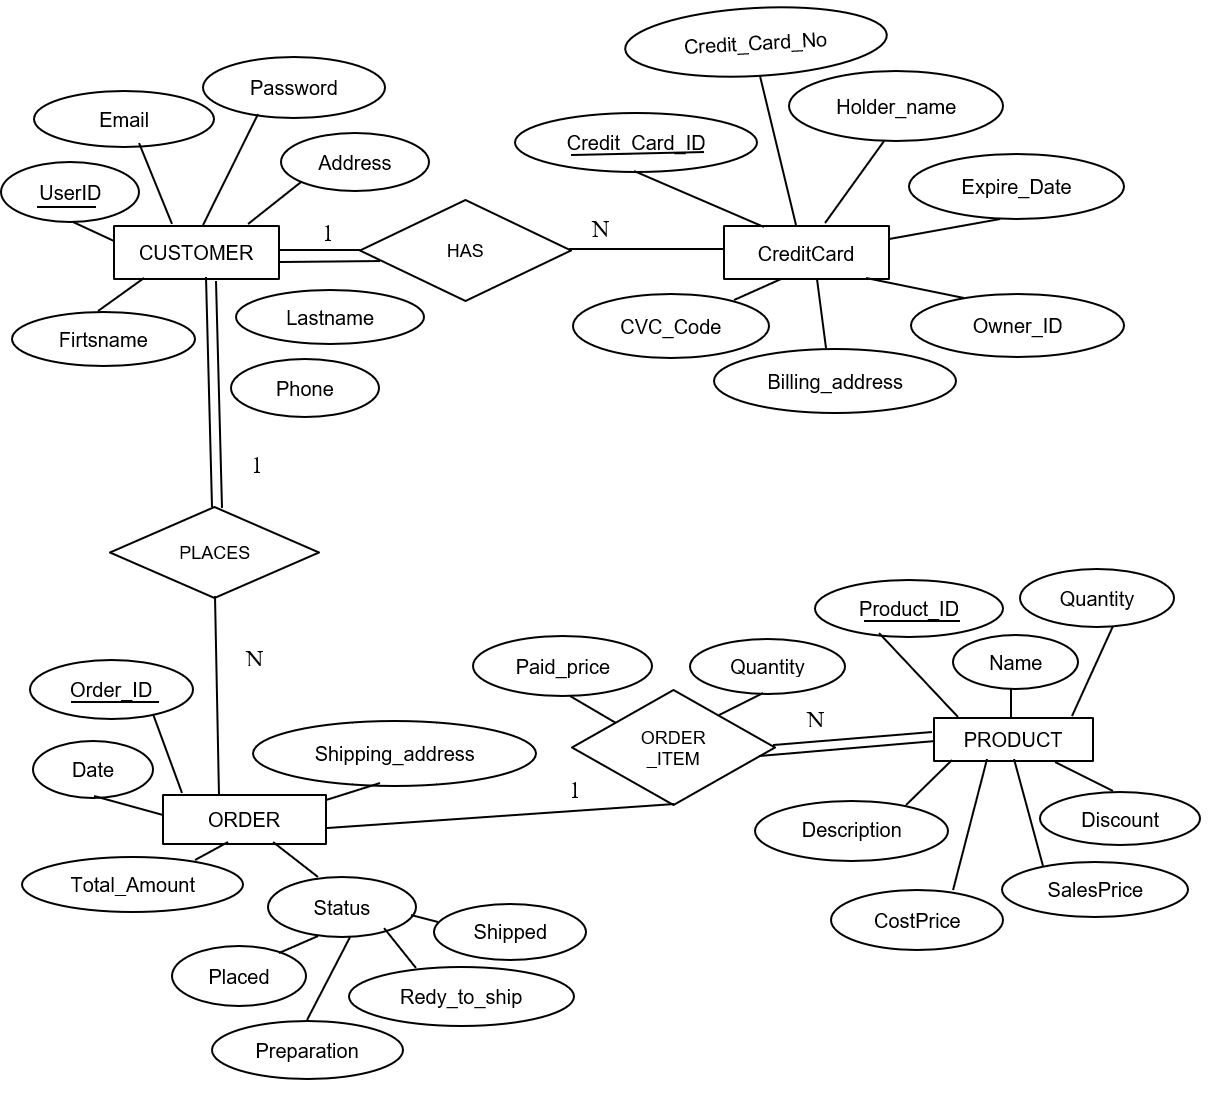 Credit_Card_No
Password
Email
Holder_name
Credit_Card_ID
Address
UserID
Expire_Date
1
N
CUSTOMER
HAS
CreditCard
Lastname
CVC_Code
Owner_ID
Firtsname
Billing_address
Phone
1
PLACES
Product_ID
Quantity
N
Paid_price
Quantity
Name
Order_ID
N
ORDER
_ITEM
PRODUCT
Shipping_address
Date
1
ORDER
Description
Discount
Total_Amount
SalesPrice
Status
CostPrice
Shipped
Placed
Redy_to_ship
Preparation